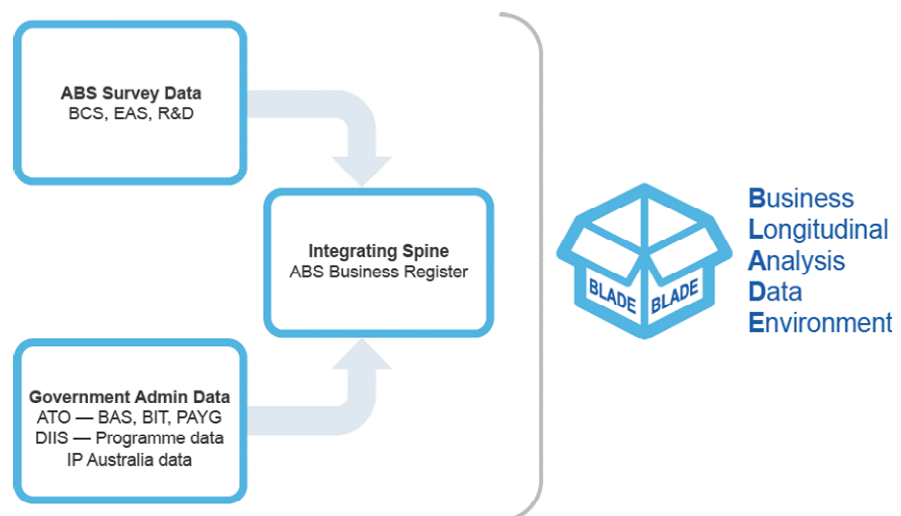 ABS Survey Data
BCS, EAS, R&D
Integrating Spine
ABS Business Register
Government Admin Data
ATO — BAS, BIT, PAYG
DIIS — Programme data
IP Australia data
BLADE BLADE
Business
Longitudinal
Analysis
Data
Environment